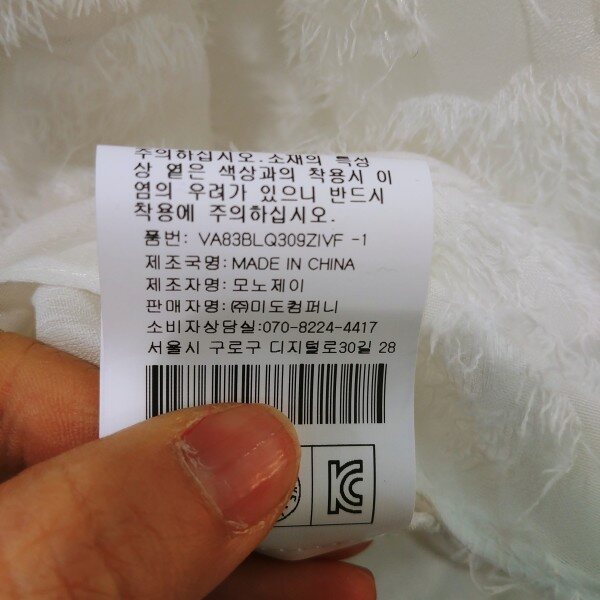 주의하십시오.소재의 특성
상 옅은 색상과의 착용시 이
염의 우려가 있으니 반드시
착용에 주의하십시오.
품번: VA83BLQ309ZIVF -1
제조국명:MADE IN CHINA
제조자명:모노제이
판매자명:㈜미도컴퍼니
소비자상담실:070-8224-4417
서울시 구로구 디지털로30길 28